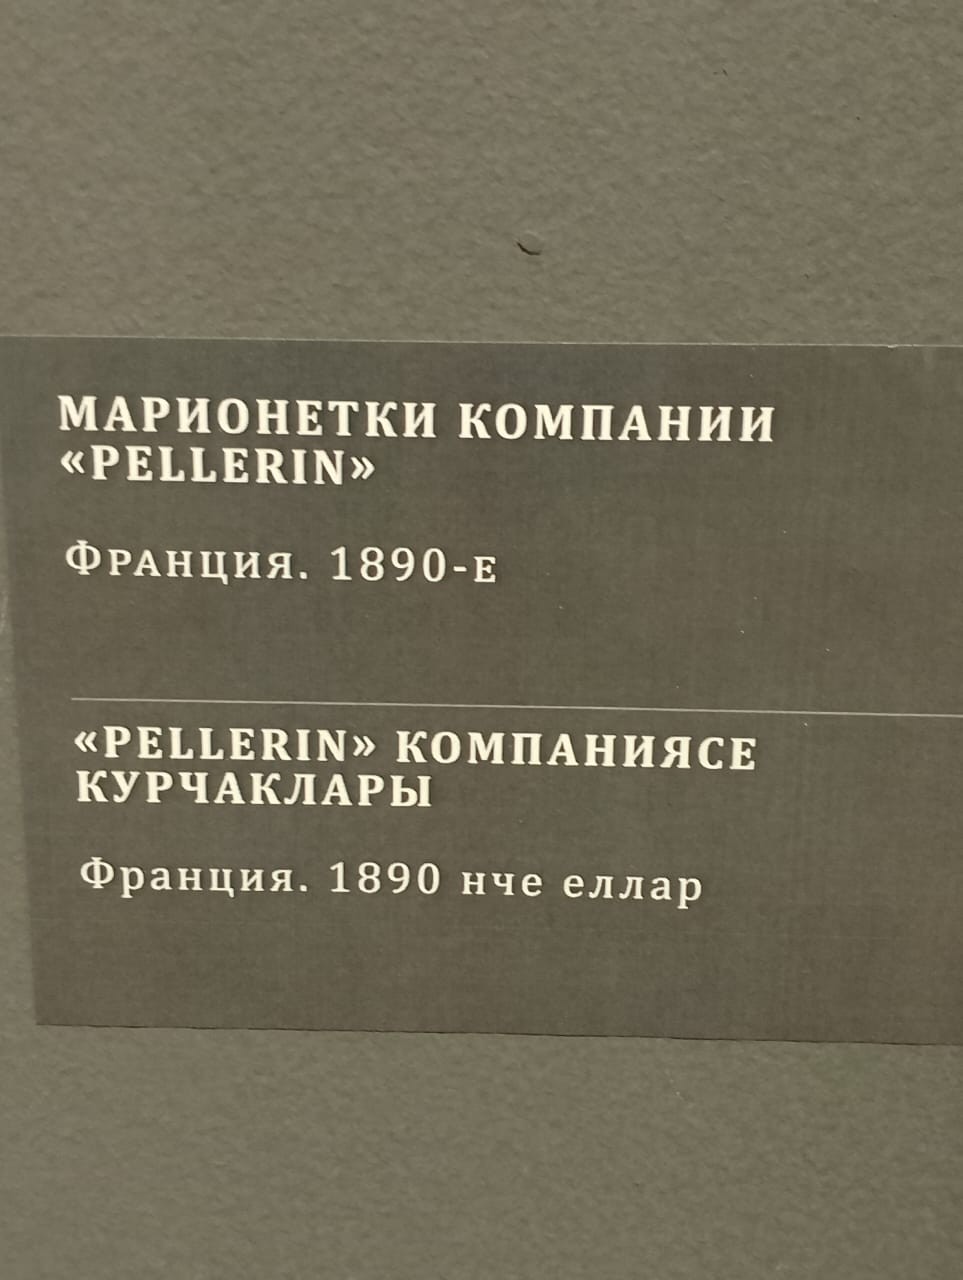 МАРИОНЕТКИ КОМПАНИИ
«PELLERIN»
Франция. 1890-е
«PELLERIN» КОМПАНИЯСЕ
КУРЧАКЛАРЫ
Франция. 1890 нче еллар